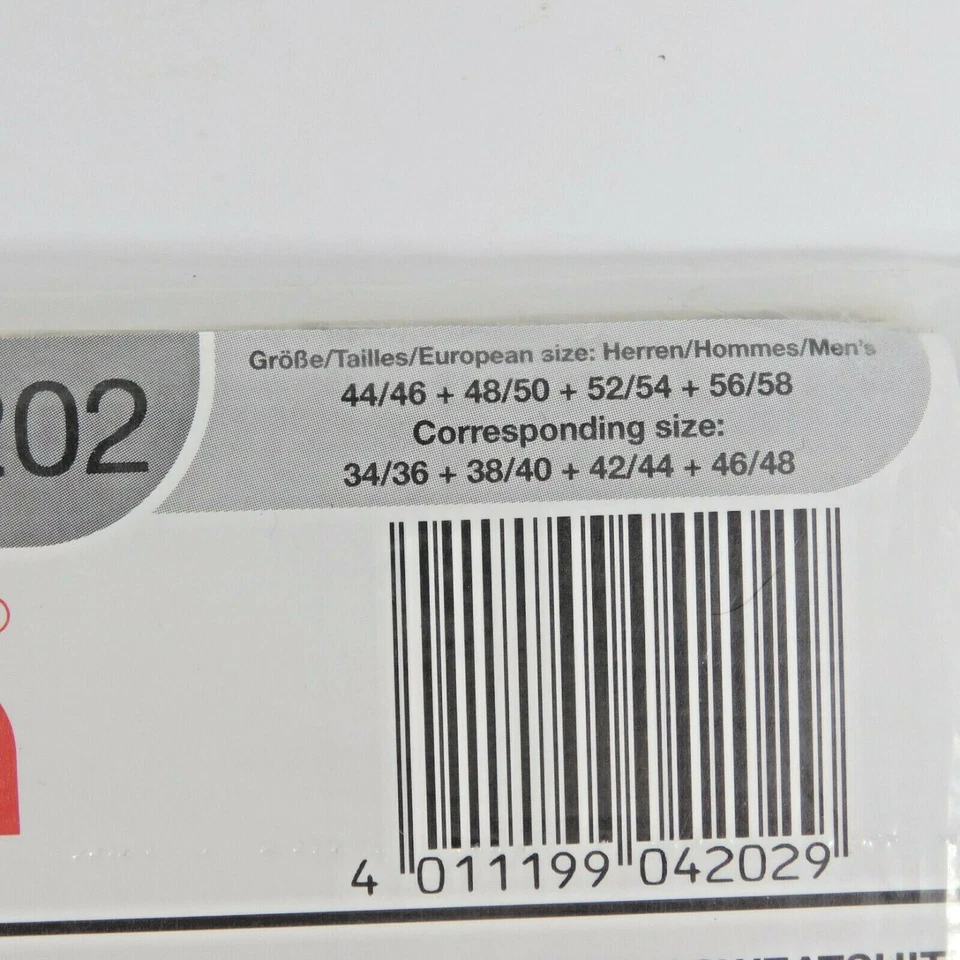 Größe/Tailles/European size: Herren/Hommes/Men's
44/46 + 48/50 + 52/54 + 56/58
Corresponding size:
34/36 + 38/40 + 42/44 + 46/48
202
®
4 011199 042029